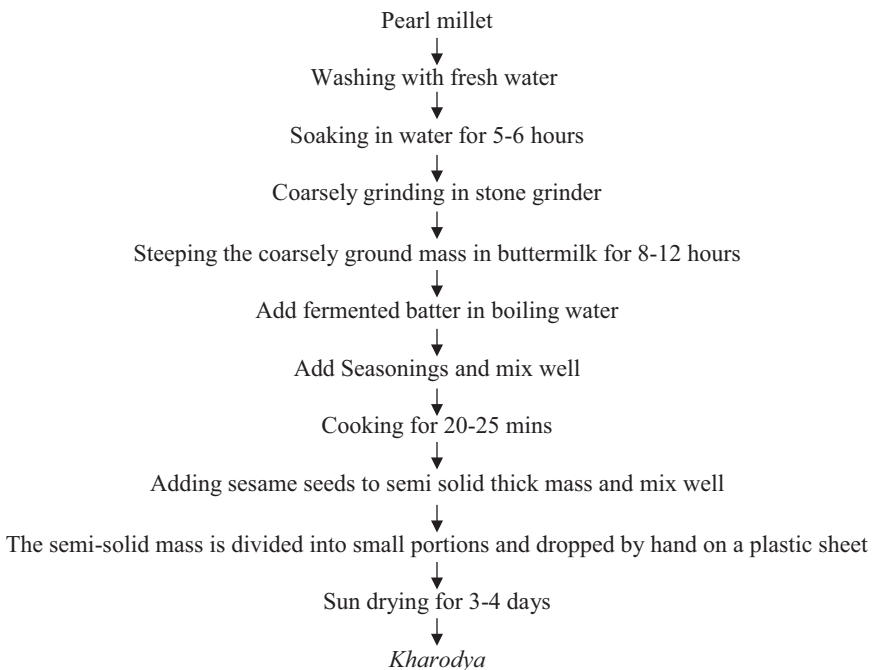 Pearl millet
Washing with fresh water
Soaking in water for 5-6 hours
Coarsely grinding in stone grinder
Steeping the coarsely ground mass in buttermilk for 8-12 hours
Add fermented batter in boiling water
Add Seasonings and mix well
Cooking for 20-25 mins
Adding sesame seeds to semi solid thick mass and mix well
The semi-solid mass is divided into small portions and dropped by hand on a plastic sheet
Sun drying for 3-4 days
Kharodya